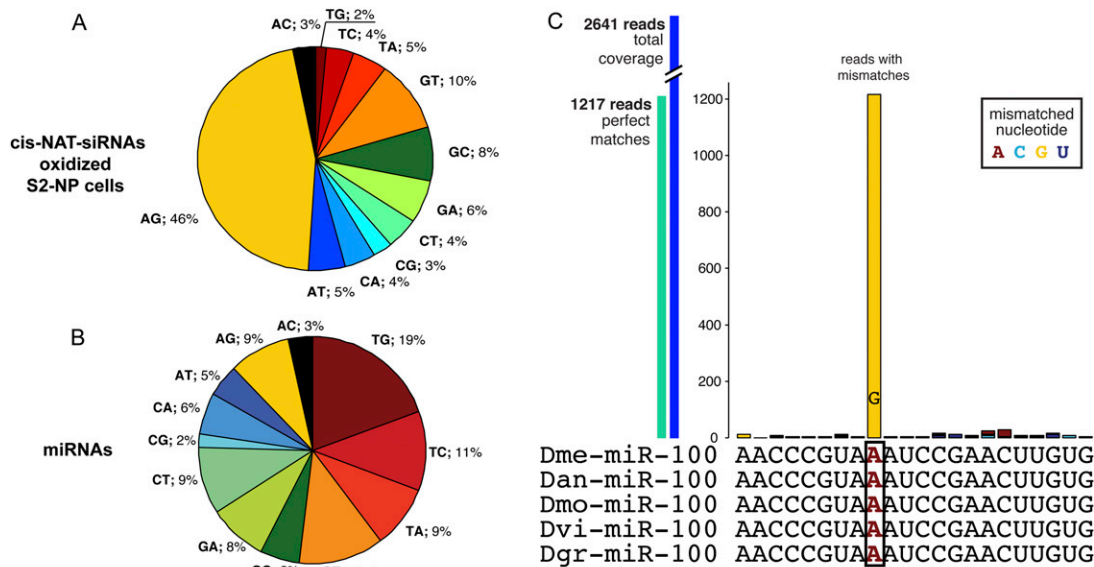 A
TG; 2%
AC; 3%
TC; 4%
TA; 5%
GT; 10%
cis-NAT-siRNAs
oxidized
S2-NP cells
GC; 8%
AG; 46%
GA; 6%
CT; 4%
CG; 3%
CA; 4%
AT; 5%
B
AC; 3%
AG; 9%
TG; 19%
AT; 5%
CA; 6%
CG; 2%
miRNAs
TC; 11%
CT; 9%
TA; 9%
GA; 8%
C
2641 reads
total
coverage
1217 reads
perfect
matches
reads with
mismatches
mismatched
nucleotide
A C G U
1200
1000
800
600
400
200
0
G
Dme-miR-100 AACCCGUAAAUCCGAACUUGUG
Dan-miR-100 AACCCGUAAAUCCGAACUUGUG
Dmo-miR-100 AACCCGUAAAUCCGAACUUGUG
Dvi-miR-100 AACCCGUAAAUCCGAACUUGUG
Dgr-miR-100 AACCCGUAAAUCCGAACUUGUG